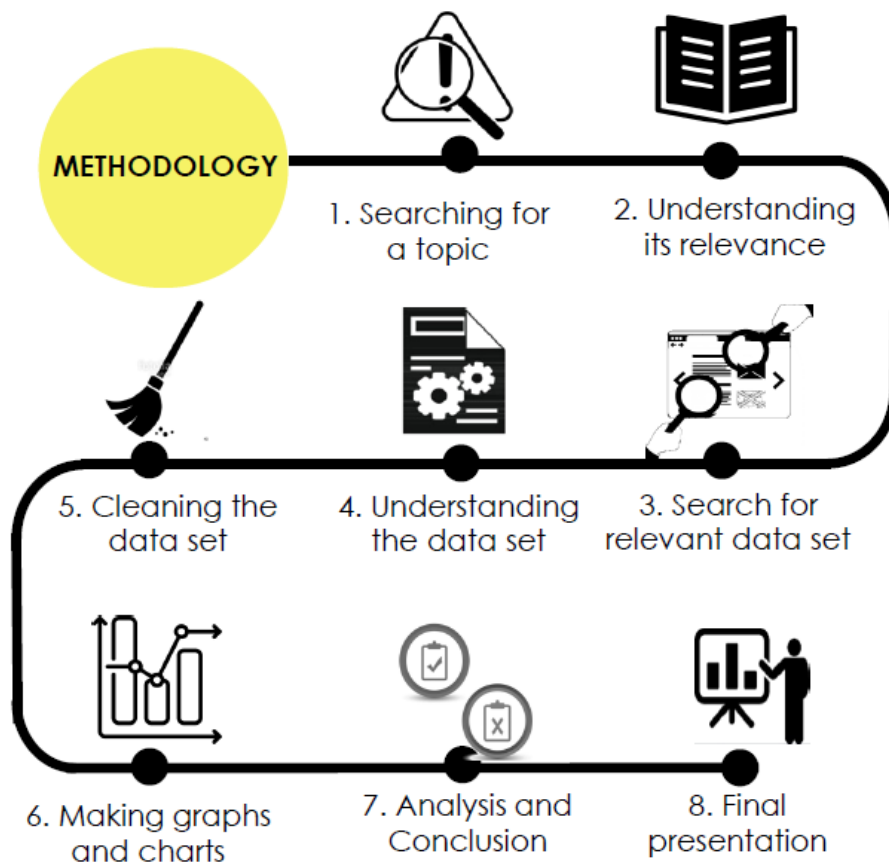 METHODOLOGY
1. Searching for
a topic
2. Understanding
its relevance
3. Search for
relevant data set
4. Understanding
the data set
5. Cleaning the
data set
6. Making graphs
and charts
7. Analysis and
Conclusion
8. Final
presentation